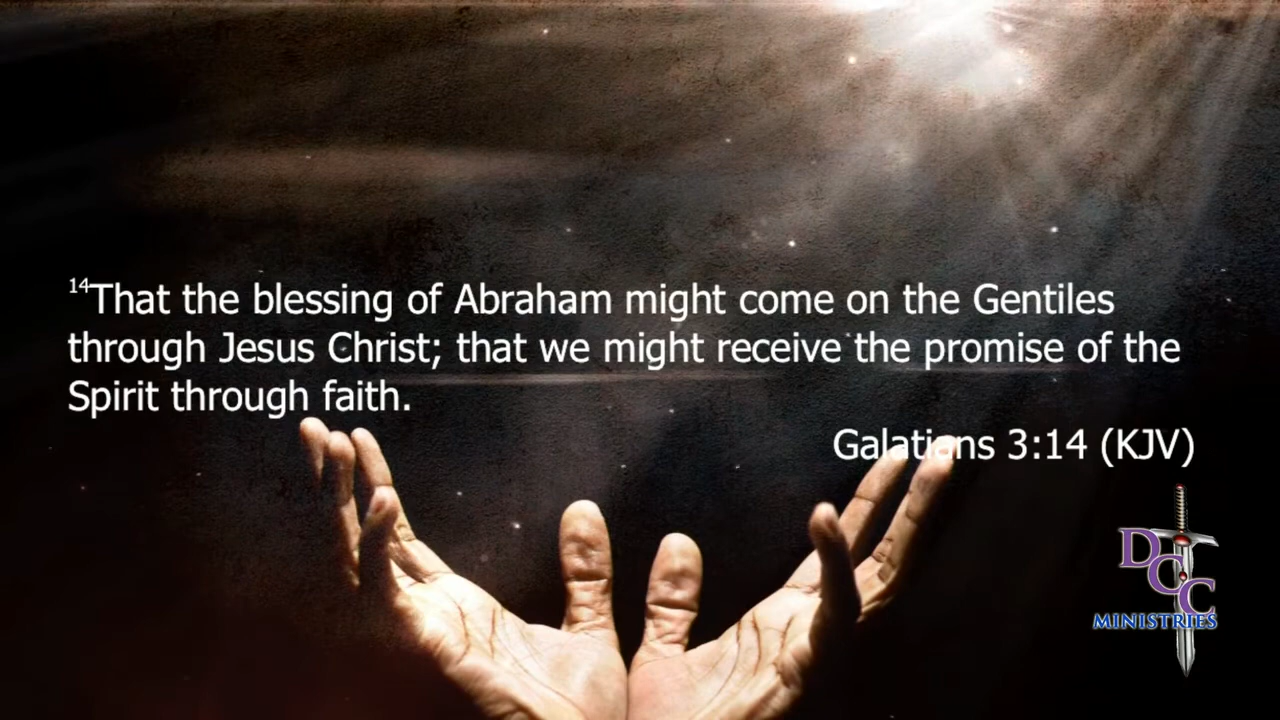 14That the blessing of Abraham might come on the Gentiles
through Jesus Christ; that we might receive the promise of the
Spirit through faith.
Galatians 3:14 (KJV)
DCC
MINISTRIES